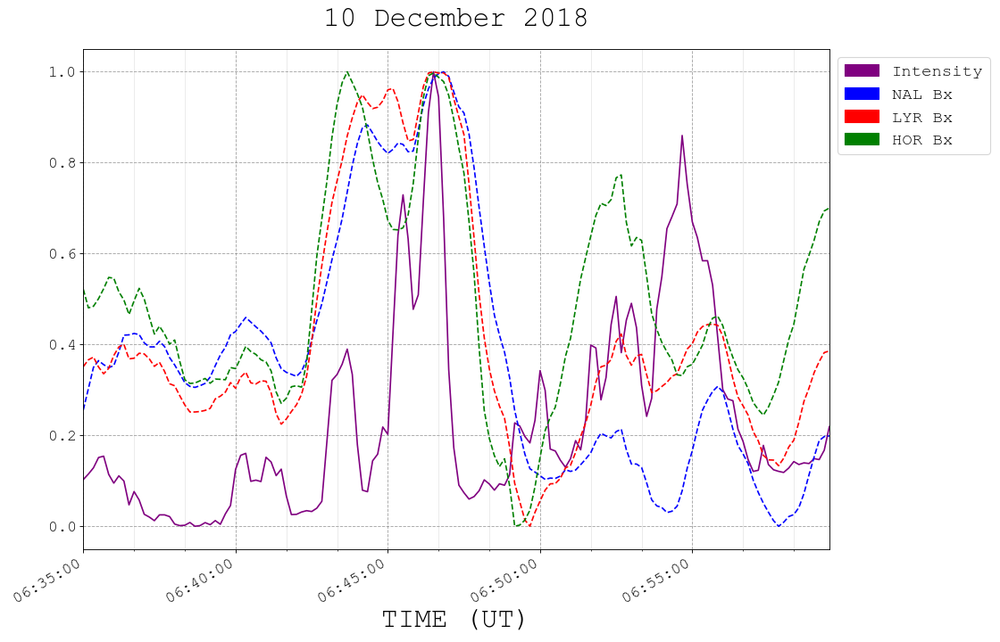 10 December 2018
1.0
0.8
0.6
0.4
0.2
0.0
06:35:00
06:40:00
06:45:00
06:50:00
06:55:00
TIME (UT)
Intensity
NAL Bx
LYR Bx
HOR Bx